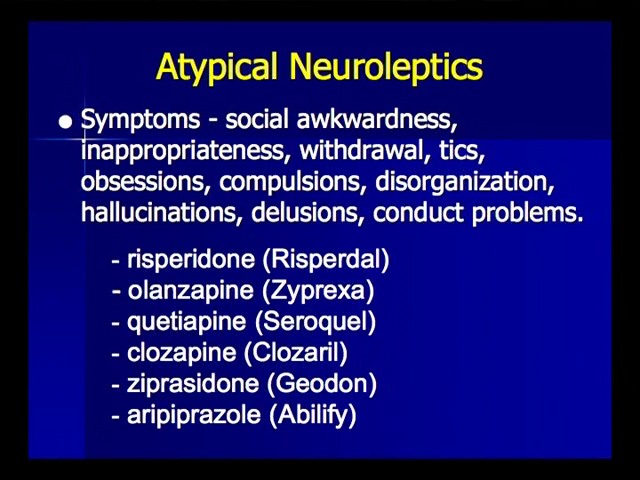 Atypical Neuroleptics
● Symptoms - social awkwardness,
inappropriateness, withdrawal, tics,
obsessions, compulsions, disorganization,
hallucinations, delusions, conduct problems.
- risperidone (Risperdal)
- olanzapine (Zyprexa)
- quetiapine (Seroquel)
- clozapine (Clozaril)
- ziprasidone (Geodon)
- aripiprazole (Abilify)